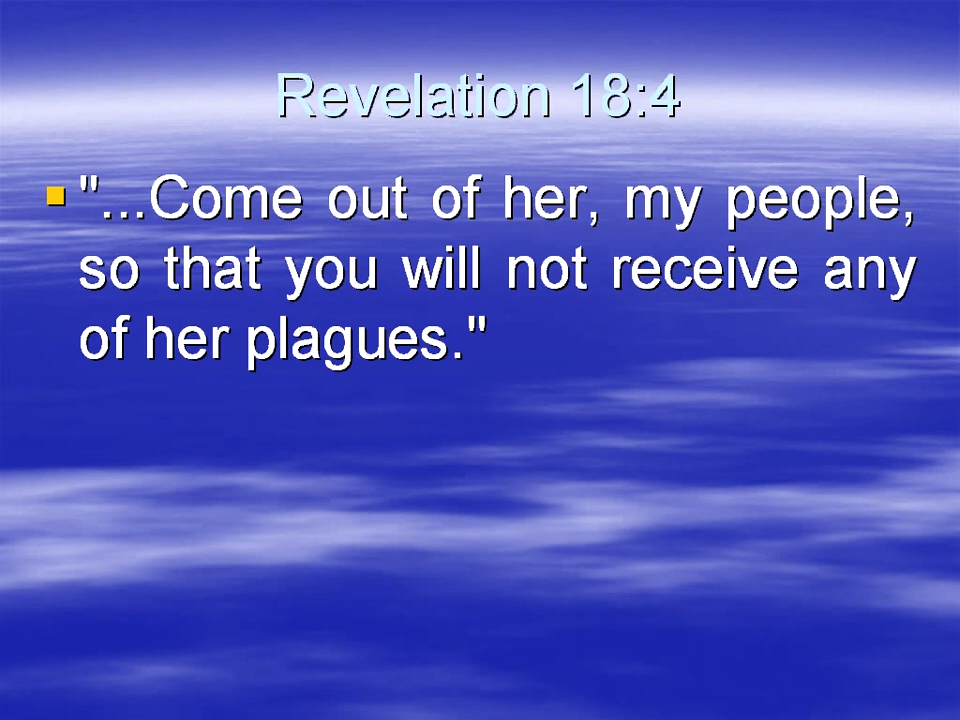 Revelation 18:4
"...Come out of her, my people,
so that you will not receive any
of her plagues."